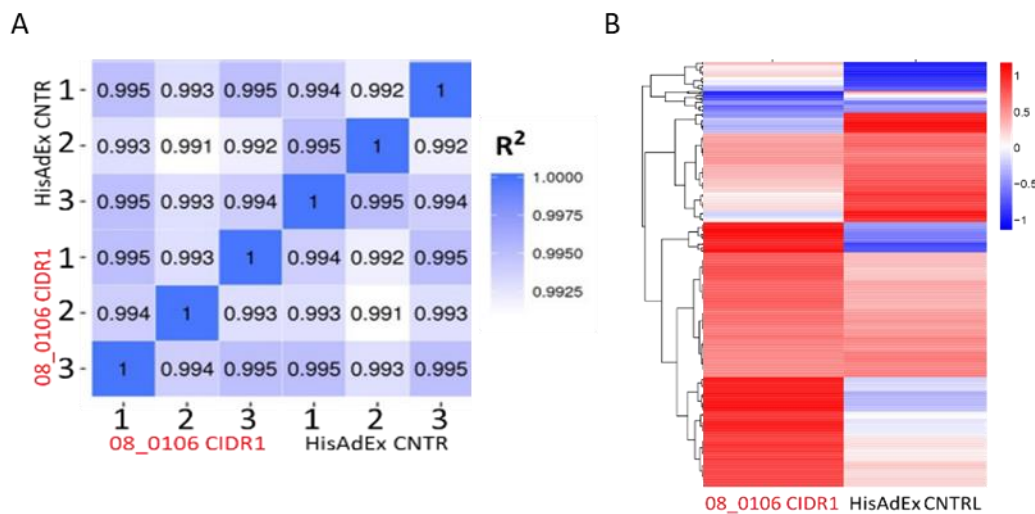 A
B
HisAdEx CNTR
08_0106 CIDR1
1 0.995 0.993 0.995 0.994 0.992 1
2 0.993 0.991 0.992 0.995 1 0.992
3 0.995 0.993 0.994 1 0.995 0.994
1 0.995 0.993 1 0.994 0.992 0.995
2 0.994 1 0.993 0.993 0.991 0.993
3 1 0.994 0.995 0.995 0.993 0.995
1 2 3 1 2 3
08_0106 CIDR1 HisAdEx CNTR
R²
1.0000
0.9975
0.9950
0.9925
1
0.5
0
−0.5
−1
08_0106 CIDR1 HisAdEx CNTRL